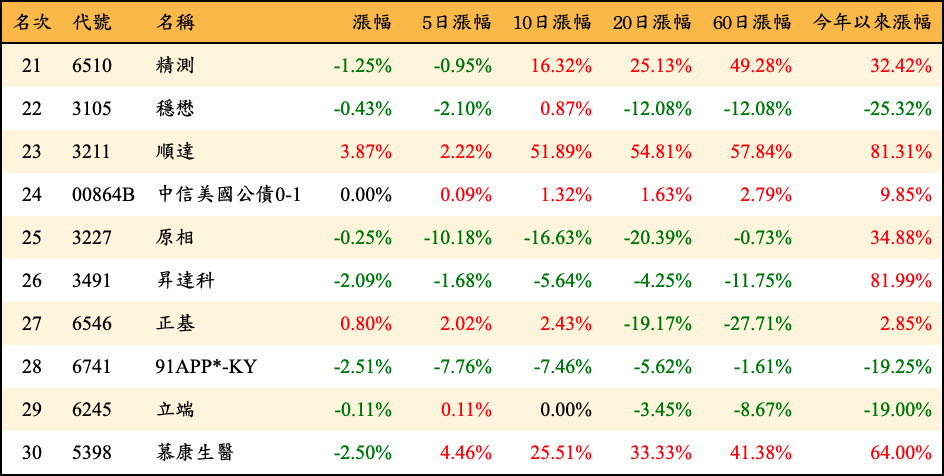 名次 代號 名稱 漲幅 5日漲幅 10日漲幅 20日漲幅 60日漲幅 今年以來漲幅
21 6510 精測 -1.25% -0.95% 16.32% 25.13% 49.28% 32.42%
22 3105 穩懋 -0.43% -2.10% 0.87% -12.08% -12.08% -25.32%
23 3211 順達 3.87% 2.22% 51.89% 54.81% 57.84% 81.31%
24 00864B 中信美國公債0-1 0.00% 0.09% 1.32% 1.63% 2.79% 9.85%
25 3227 原相 -0.25% -10.18% -16.63% -20.39% -0.73% 34.88%
26 3491 昇達科 -2.09% -1.68% -5.64% -4.25% -11.75% 81.99%
27 6546 正基 0.80% 2.02% 2.43% -19.17% -27.71% 2.85%
28 6741 91APP*-KY -2.51% -7.76% -7.46% -5.62% -1.61% -19.25%
29 6245 立端 -0.11% 0.11% 0.00% -3.45% -8.67% -19.00%
30 5398 慕康生醫 -2.50% 4.46% 25.51% 33.33% 41.38% 64.00%